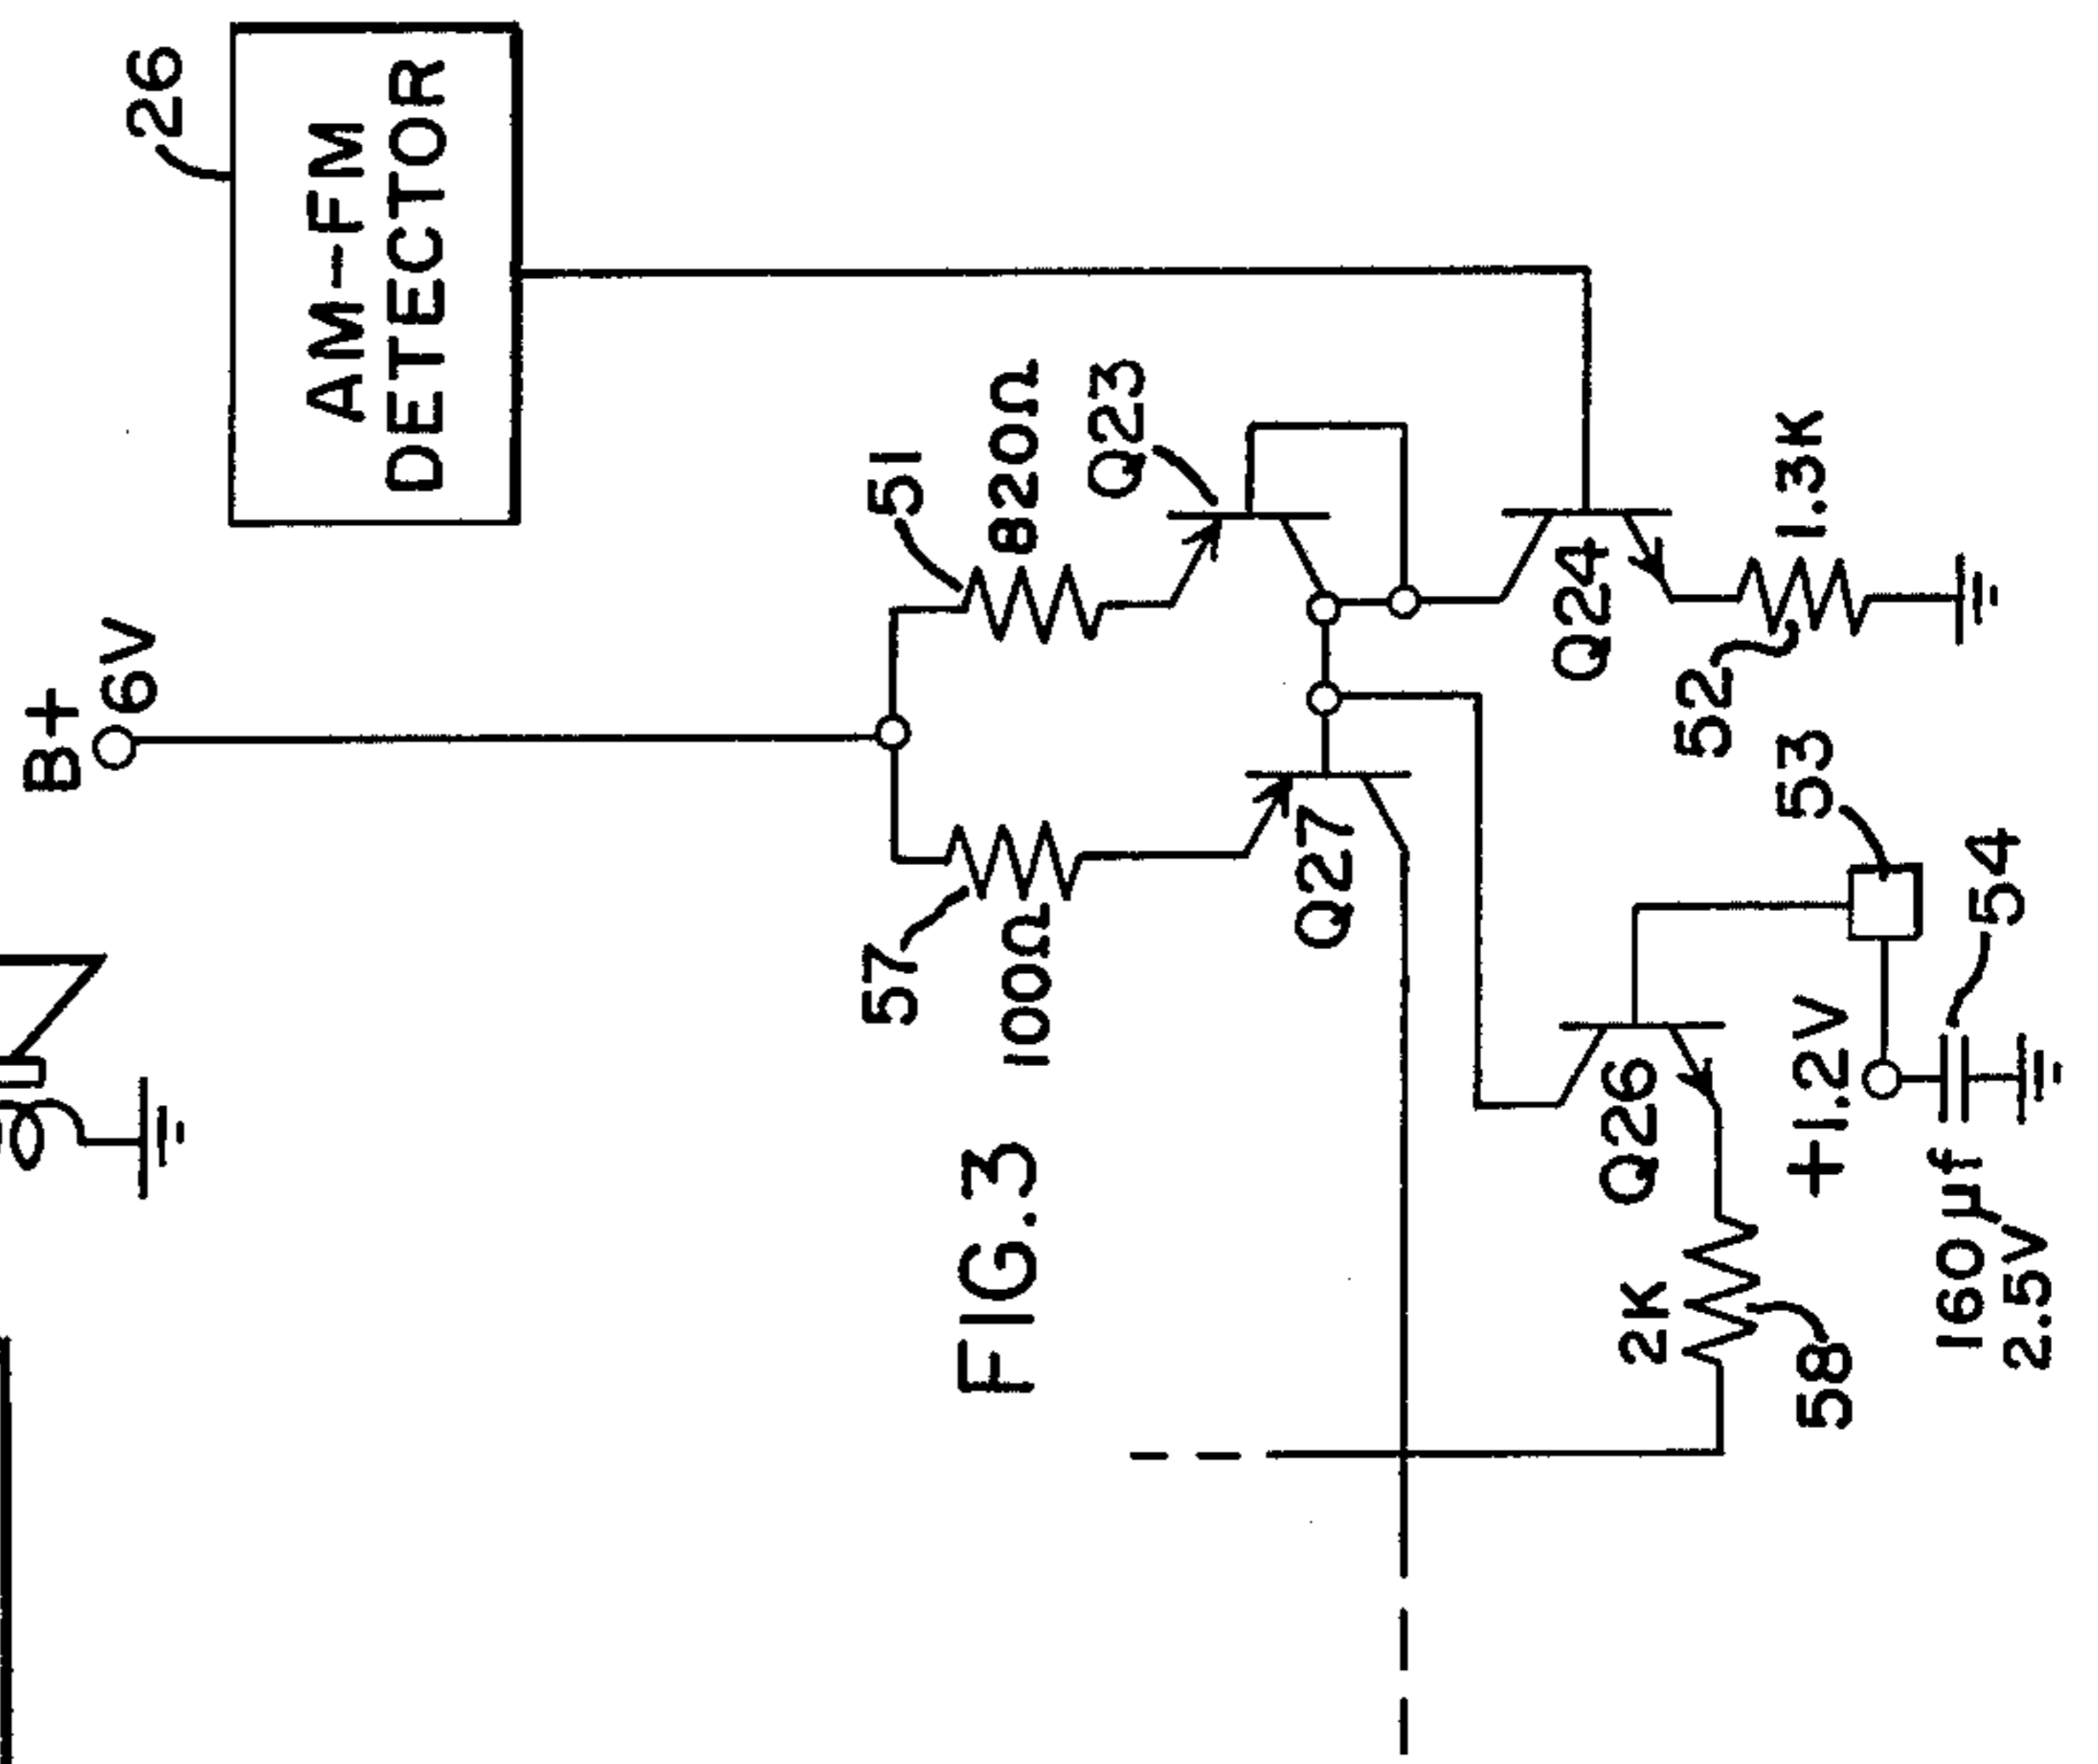 26
AM-FM
DETECTOR
B+
6V
51
820Ω
Q23
57
100Ω
Q27
Q24
1.3K
52
53
54
Q26
+1.2V
160µf
2.5V
2K
58
FIG.3